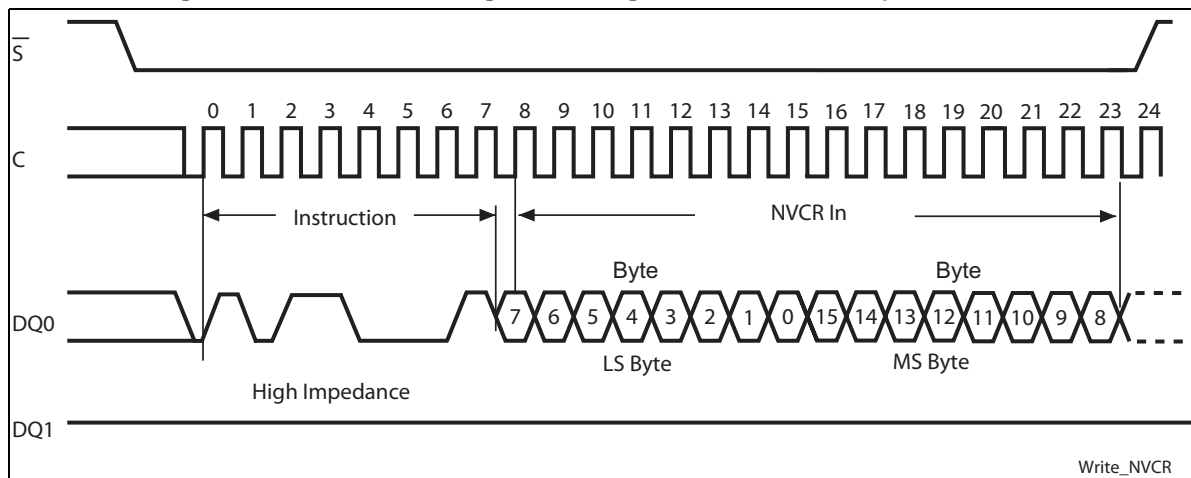 S
0 1 2 3 4 5 6 7 8 9 10 11 12 13 14 15 16 17 18 19 20 21 22 23 24
C
Instruction NVCR In
Byte Byte
DQ0 7 6 5 4 3 2 1 0 15 14 13 12 11 10 9 8
LS Byte MS Byte
High Impedance
DQ1
Write_NVCR